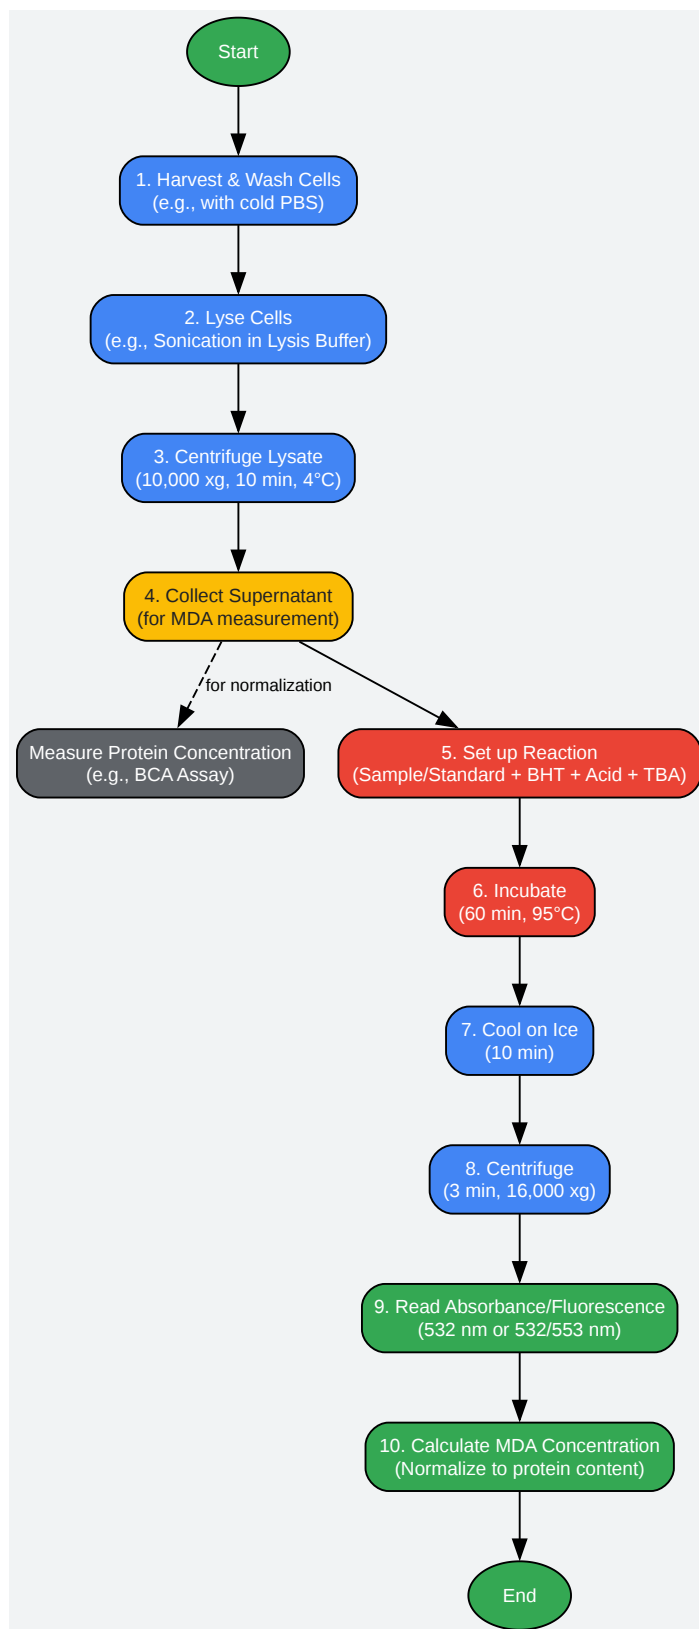 Start
1. Harvest & Wash Cells
(e.g., with cold PBS)
2. Lyse Cells
(e.g., Sonication in Lysis Buffer)
3. Centrifuge Lysate
(10,000 xg, 10 min, 4°C)
4. Collect Supernatant
(for MDA measurement)
for normalization
Measure Protein Concentration
(e.g., BCA Assay)
5. Set up Reaction
(Sample/Standard + BHT + Acid + TBA)
6. Incubate
(60 min, 95°C)
7. Cool on Ice
(10 min)
8. Centrifuge
(3 min, 16,000 xg)
9. Read Absorbance/Fluorescence
(532 nm or 532/553 nm)
10. Calculate MDA Concentration
(Normalize to protein content)
End